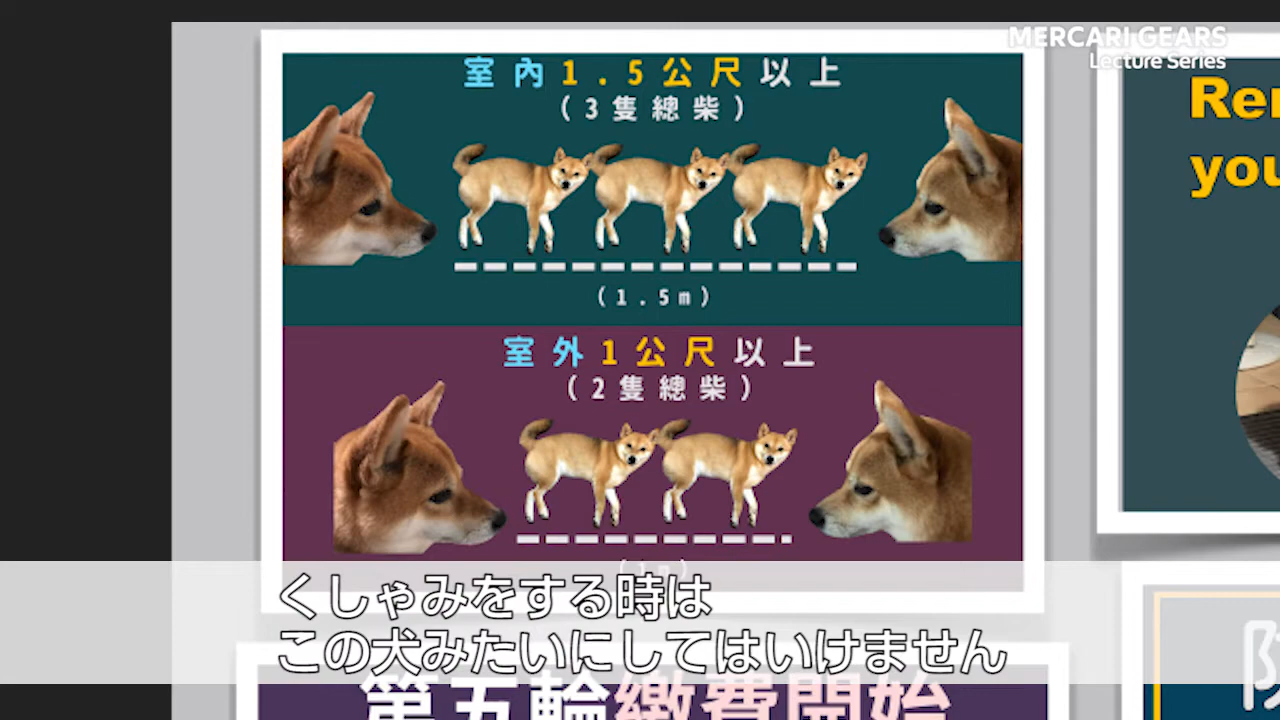 MERCARI GEARS
Lecture Series
室內1.5公尺以上
(3隻總柴)
(1.5m)
室外1公尺以上
(2隻總柴)
(1m)
くしゃみをする時は
この犬みたいにしてはいけません
第五輪繳費開始
you